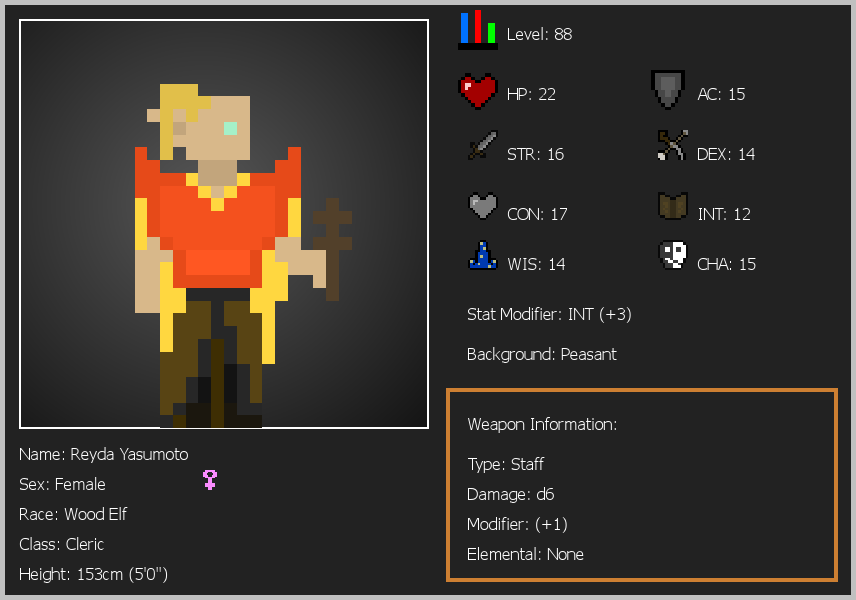 Level: 88
HP: 22
AC: 15
STR: 16
DEX: 14
CON: 17
INT: 12
WIS: 14
CHA: 15
Stat Modifier: INT (+3)
Background: Peasant
Weapon Information:
Type: Staff
Damage: d6
Modifier: (+1)
Elemental: None
Name: Reyda Yasumoto
Sex: Female
Race: Wood Elf
Class: Cleric
Height: 153cm (5'0")